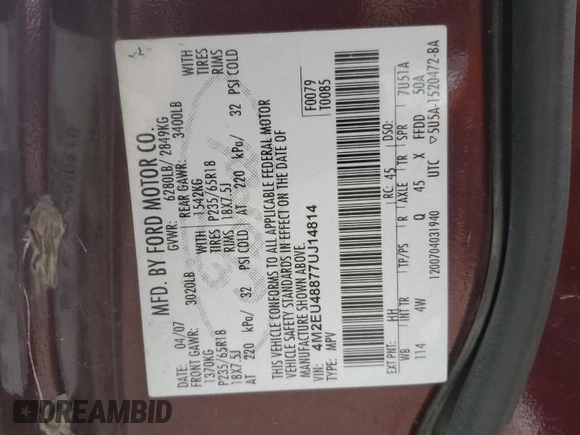 MFD. BY FORD MOTOR CO.
DATE: 04/07
GVWR: 6280LB/ 2849KG
FRONT GAWR: 3020LB
REAR GAWR: 3400LB
1370KG
WITH
1542KG
WITH
P235/65R18
TIRES
P235/65R18
TIRES
18X7.5J
RIMS
18X7.5J
RIMS
AT 220 kPa/ 32 PSI COLD
AT 220 kPa/ 32 PSI COLD
THIS VEHICLE CONFORMS TO ALL APPLICABLE FEDERAL MOTOR
VEHICLE SAFETY STANDARDS IN EFFECT ON THE DATE OF
MANUFACTURE SHOWN ABOVE.
F0079
T0085
VIN: 4M2EU48877UJ14814
TYPE: MPV
EXT PNT: HH RC: 45 DSO:
WB INT TR TP/PS R AXLE TR SPR 7U51A
114 4W Q 45 X FFDD 50A
1200704031940 UTC ▽5U5A-1520472-BA
DREAMBID